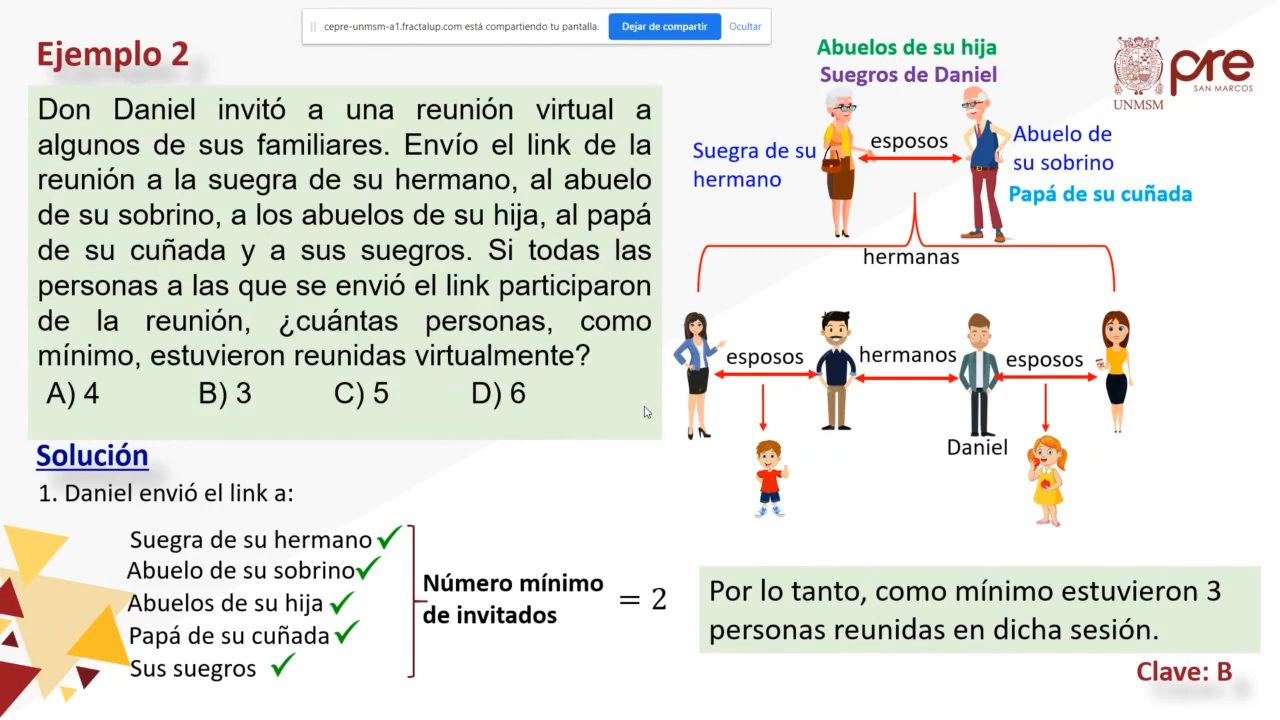 cepre-unmsm-a1.fractalup.com está compartiendo tu pantalla.
Dejar de compartir
Ocultar
Ejemplo 2
Don Daniel invitó a una reunión virtual a
algunos de sus familiares. Envío el link de la
reunión a la suegra de su hermano, al abuelo
de su sobrino, a los abuelos de su hija, al papá
de su cuñada y a sus suegros. Si todas las
personas a las que se envió el link participaron
de la reunión, ¿cuántas personas, como
mínimo, estuvieron reunidas virtualmente?
A) 4 B) 3 C) 5 D) 6
Abuelos de su hija
Suegros de Daniel
UNMSM
pre
SAN MARCOS
Suegra de su
hermano
esposos
Abuelo de
su sobrino
Papá de su cuñada
hermanas
esposos
hermanos
esposos
Daniel
Solución
1. Daniel envió el link a:
Suegra de su hermano
Abuelo de su sobrino
Abuelos de su hija
Papá de su cuñada
Sus suegros
Número mínimo
de invitados
= 2
Por lo tanto, como mínimo estuvieron 3
personas reunidas en dicha sesión.
Clave: B